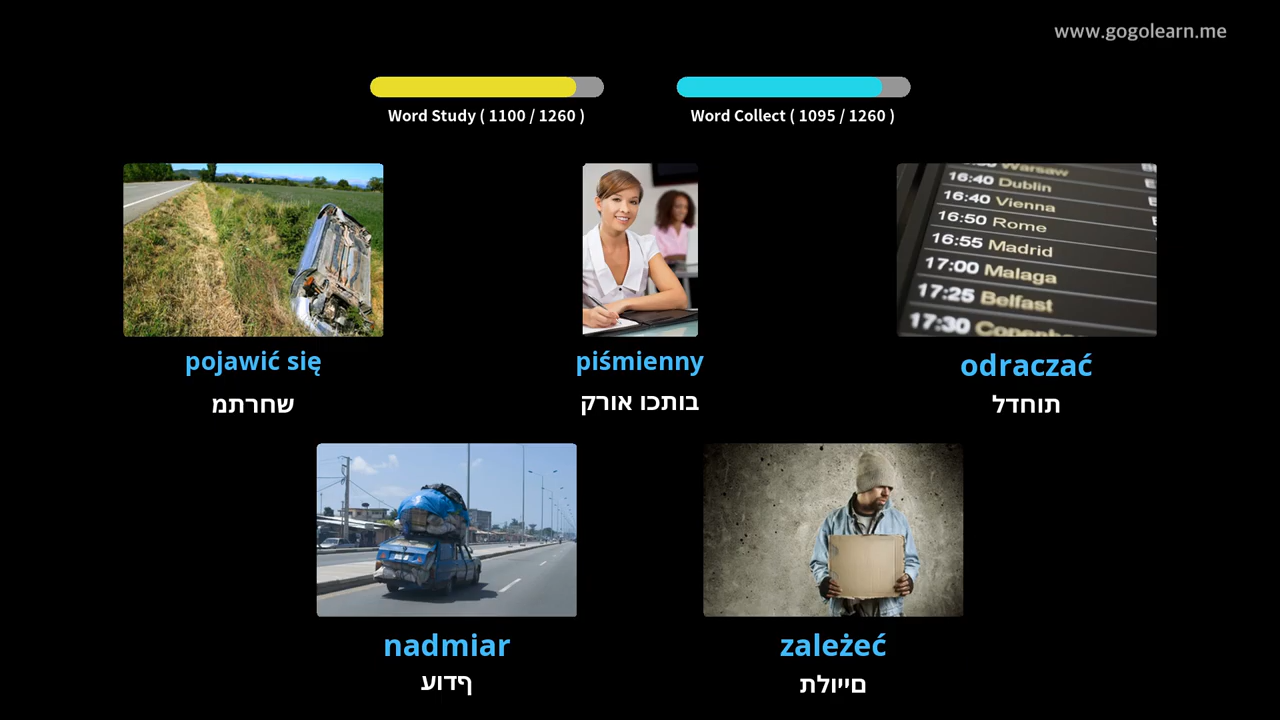 www.gogolearn.me
Word Study ( 1100 / 1260 )
Word Collect ( 1095 / 1260 )
Warsaw
16:40 Dublin
16:40 Vienna
16:50 Rome
16:55 Madrid
17:00 Malaga
17:25 Belfast
17:30
pojawić się
שחרתמ
piśmienny
בותכו אורק
odraczać
תוחדל
nadmiar
ףדוע
zależeć
םייולת